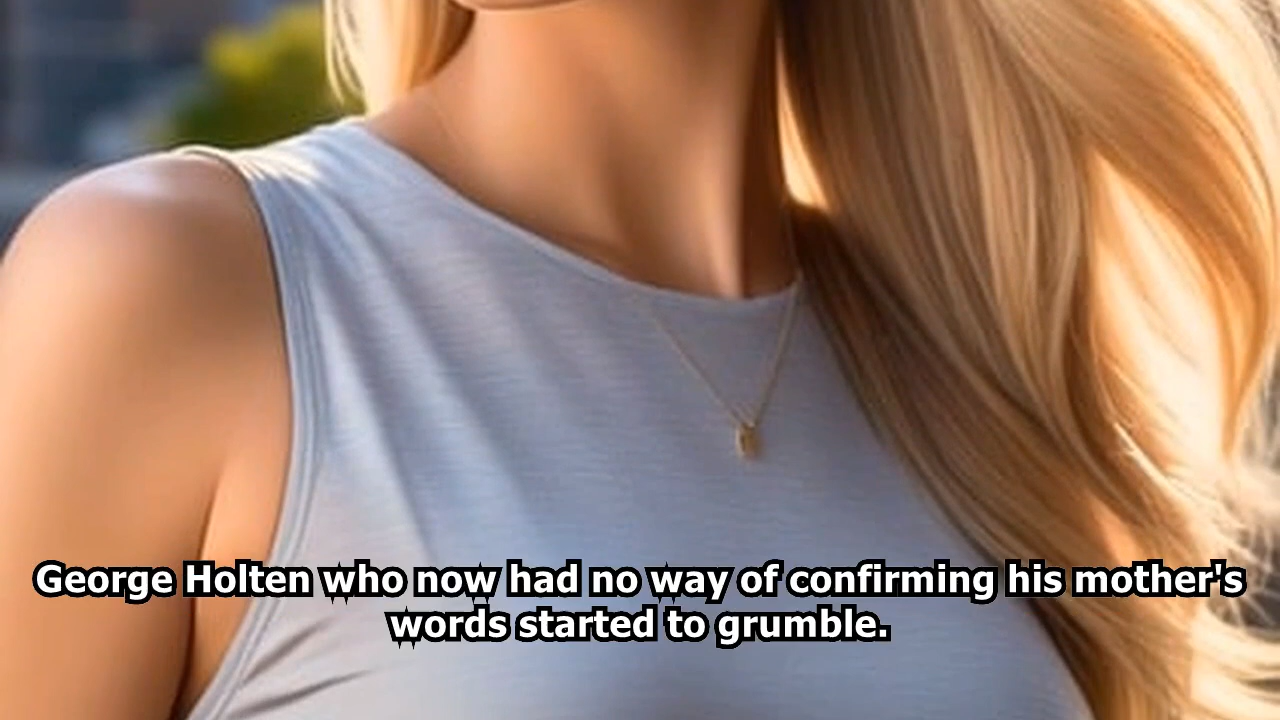 George Holten who now had no way of confirming his mother's
words started to grumble.